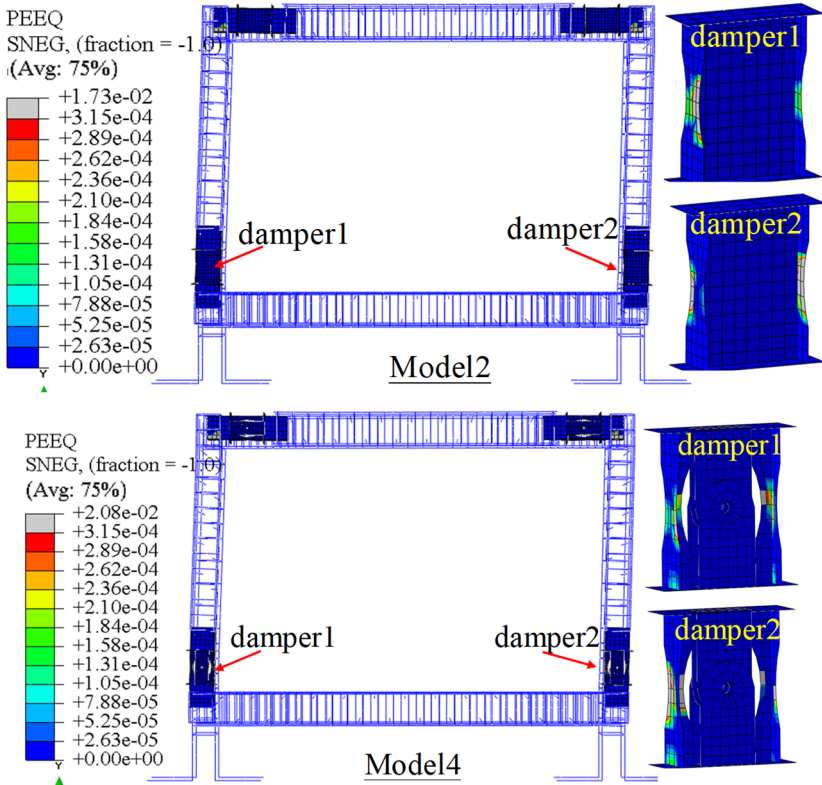 PEEQ
SNEG, (fraction = -1.0)
(Avg: 75%)
+1.73e-02
+3.15e-04
+2.89e-04
+2.62e-04
+2.36e-04
+2.10e-04
+1.84e-04
+1.58e-04
+1.31e-04
+1.05e-04
+7.88e-05
+5.25e-05
+2.63e-05
+0.00e+00
Y
damper1
damper2
Model2
damper1
damper2
PEEQ
SNEG, (fraction = -1.0)
(Avg: 75%)
+2.08e-02
+3.15e-04
+2.89e-04
+2.62e-04
+2.36e-04
+2.10e-04
+1.84e-04
+1.58e-04
+1.31e-04
+1.05e-04
+7.88e-05
+5.25e-05
+2.63e-05
+0.00e+00
Y
damper1
damper2
Model4
damper1
damper2